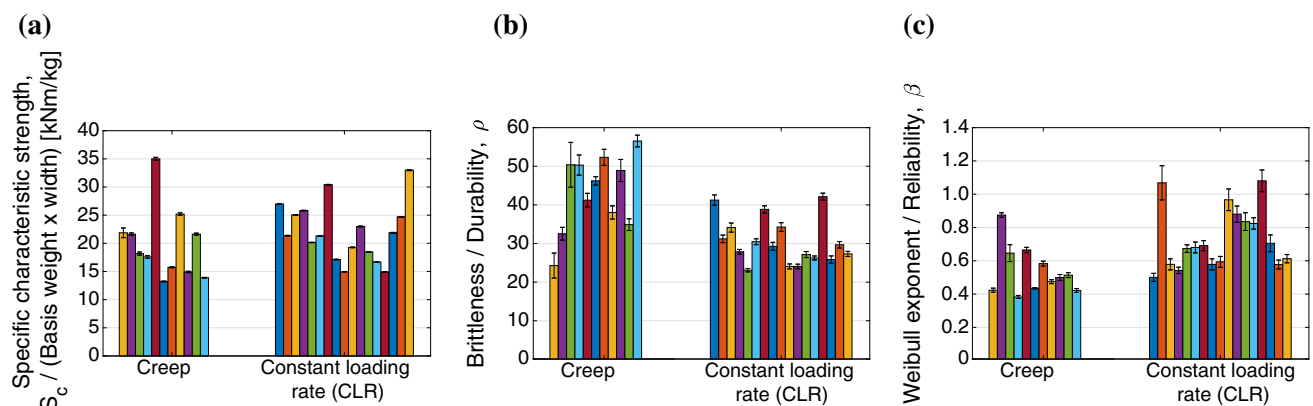 (a)
Specific characteristic strength,
S_c / (Basis weight x width) [kNm/kg]
40
35
30
25
20
15
10
5
0
Creep
Constant loading
rate (CLR)
(b)
Brittleness / Durability, ρ
60
50
40
30
20
10
0
Creep
Constant loading
rate (CLR)
(c)
Weibull exponent / Reliability, β
1.4
1.2
1.0
0.8
0.6
0.4
0.2
0
Creep
Constant loading
rate (CLR)